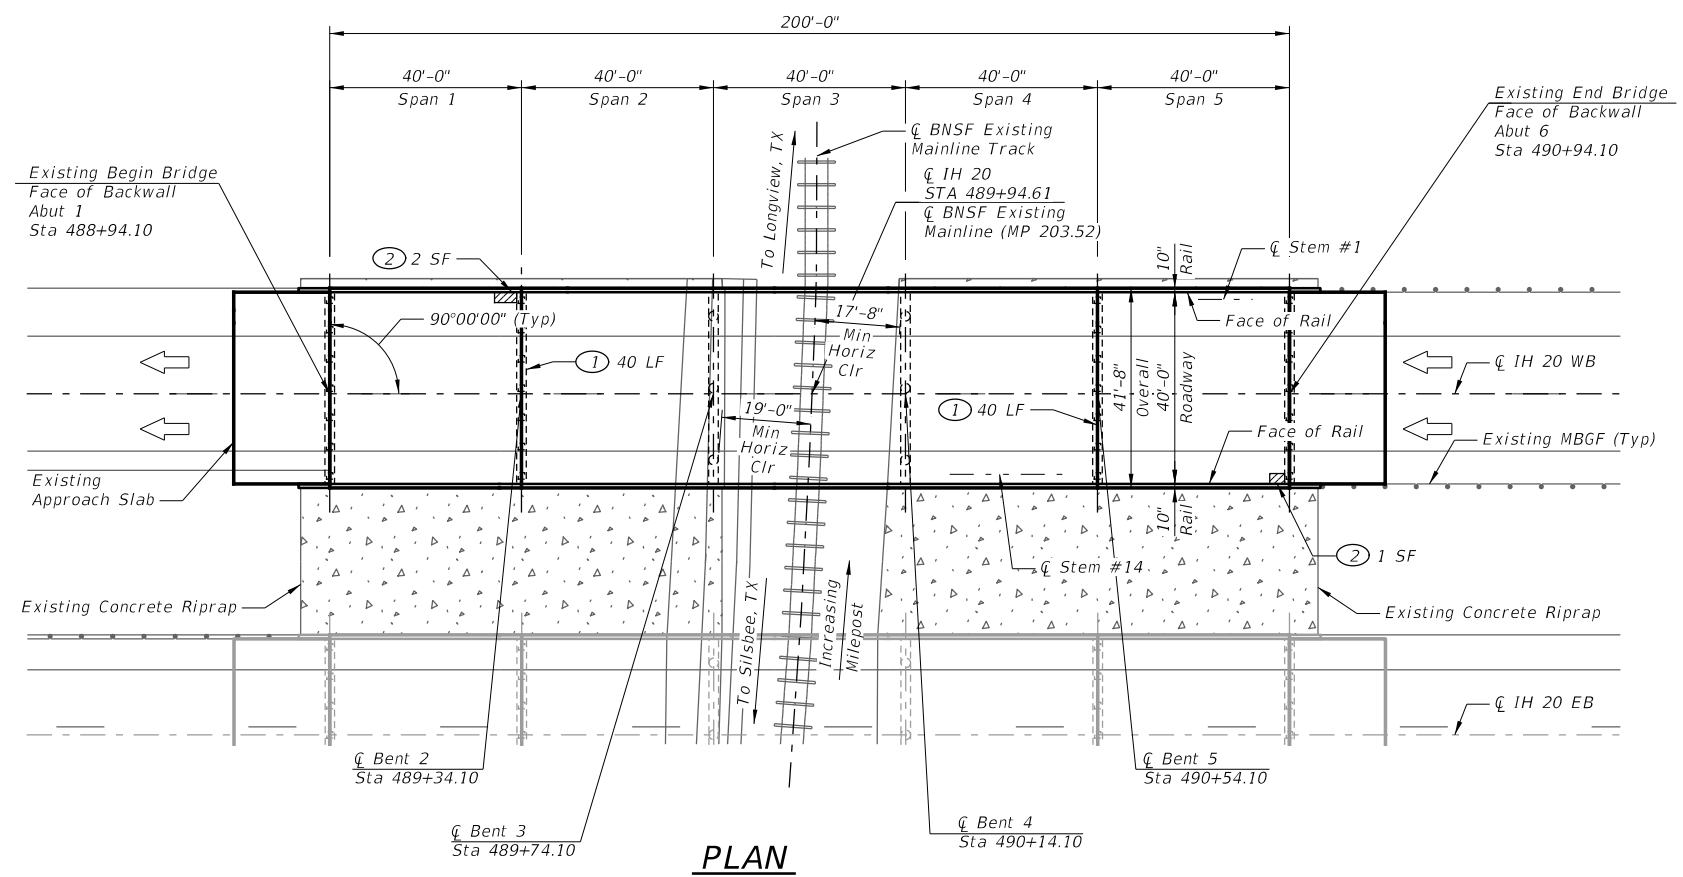 200'-0"
40'-0"
Span 1
40'-0"
Span 2
40'-0"
Span 3
40'-0"
Span 4
40'-0"
Span 5
Existing Begin Bridge
Face of Backwall
Abut 1
Sta 488+94.10
Existing End Bridge
Face of Backwall
Abut 6
Sta 490+94.10
To Longview, TX
℄ BNSF Existing
Mainline Track
℄ IH 20
STA 489+94.61
℄ BNSF Existing
Mainline (MP 203.52)
2 2 SF
10"
Rail
℄ Stem #1
90°00'00" (Typ)
17'-8"
Min
Horiz
Clr
Face of Rail
1 40 LF
℄ IH 20 WB
41'-8"
Overall
40'-0"
Roadway
1 40 LF
19'-0"
Min
Horiz
Clr
Face of Rail
Existing MBGF (Typ)
Existing
Approach Slab
10"
Rail
2 1 SF
℄ Stem #14
Existing Concrete Riprap
To Silsbee, TX
Increasing
Milepost
Existing Concrete Riprap
℄ IH 20 EB
℄ Bent 2
Sta 489+34.10
℄ Bent 5
Sta 490+54.10
℄ Bent 3
Sta 489+74.10
℄ Bent 4
Sta 490+14.10
PLAN